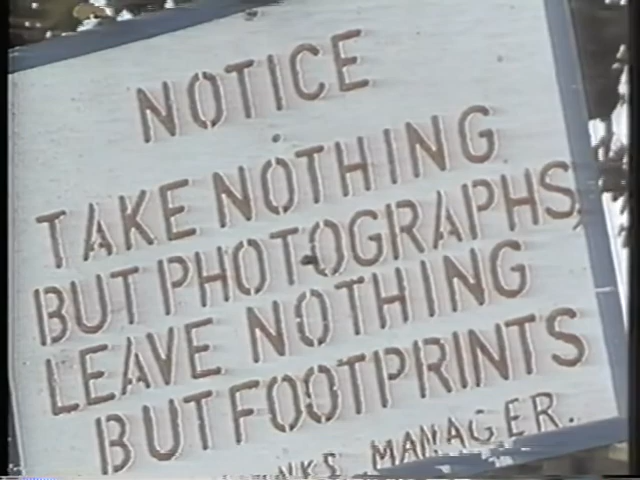 NOTICE
TAKE NOTHING
BUT PHOTOGRAPHS,
LEAVE NOTHING
BUT FOOTPRINTS
MANAGER.